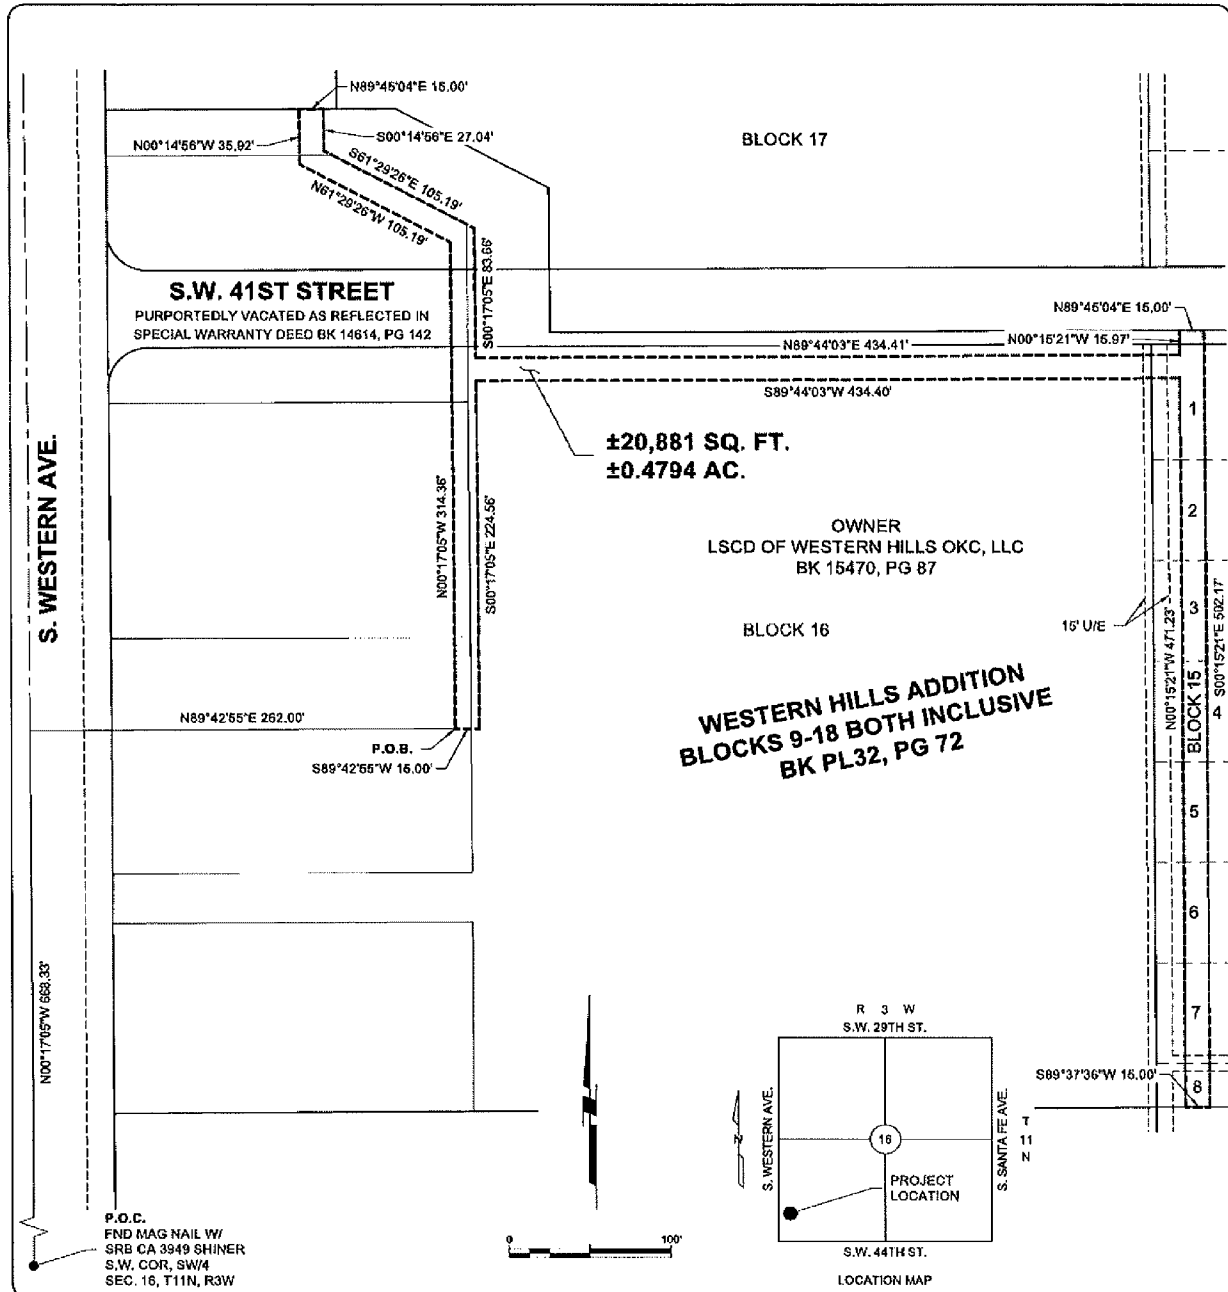 N89°45'04"E 15.00'
N00°14'56"W 35.92'
S00°14'56"E 27.04'
BLOCK 17
S61°29'26"E 105.19'
N61°29'26"W 105.19'
S.W. 41ST STREET
PURPORTEDLY VACATED AS REFLECTED IN
SPECIAL WARRANTY DEED BK 14614, PG 142
S00°17'05"E 83.66'
N89°45'04"E 15.00'
N89°44'03"E 434.41'
N00°15'21"W 15.97'
S89°44'03"W 434.40'
1
±20,881 SQ. FT.
±0.4794 AC.
S. WESTERN AVE.
N00°17'05"W 314.36'
S00°17'05"E 224.56'
2
OWNER
LSCD OF WESTERN HILLS OKC, LLC
BK 15470, PG 87
3
BLOCK 16
15' U/E
N00°15'21"W 471.23'
BLOCK 15
S00°15'21"E 502.17'
4
WESTERN HILLS ADDITION
BLOCKS 9-18 BOTH INCLUSIVE
BK PL32, PG 72
N89°42'55"E 262.00'
P.O.B.
S89°42'55"W 15.00'
5
6
7
8
S89°37'36"W 15.00'
N00°17'05"W 668.33'
R 3 W
S.W. 29TH ST.
S. WESTERN AVE.
N
16
S. SANTA FE AVE.
T
11
N
PROJECT
LOCATION
S.W. 44TH ST.
LOCATION MAP
0 100'
P.O.C.
FND MAG NAIL W/
SRB CA 3949 SHINER
S.W. COR, SW/4
SEC. 16, T11N, R3W